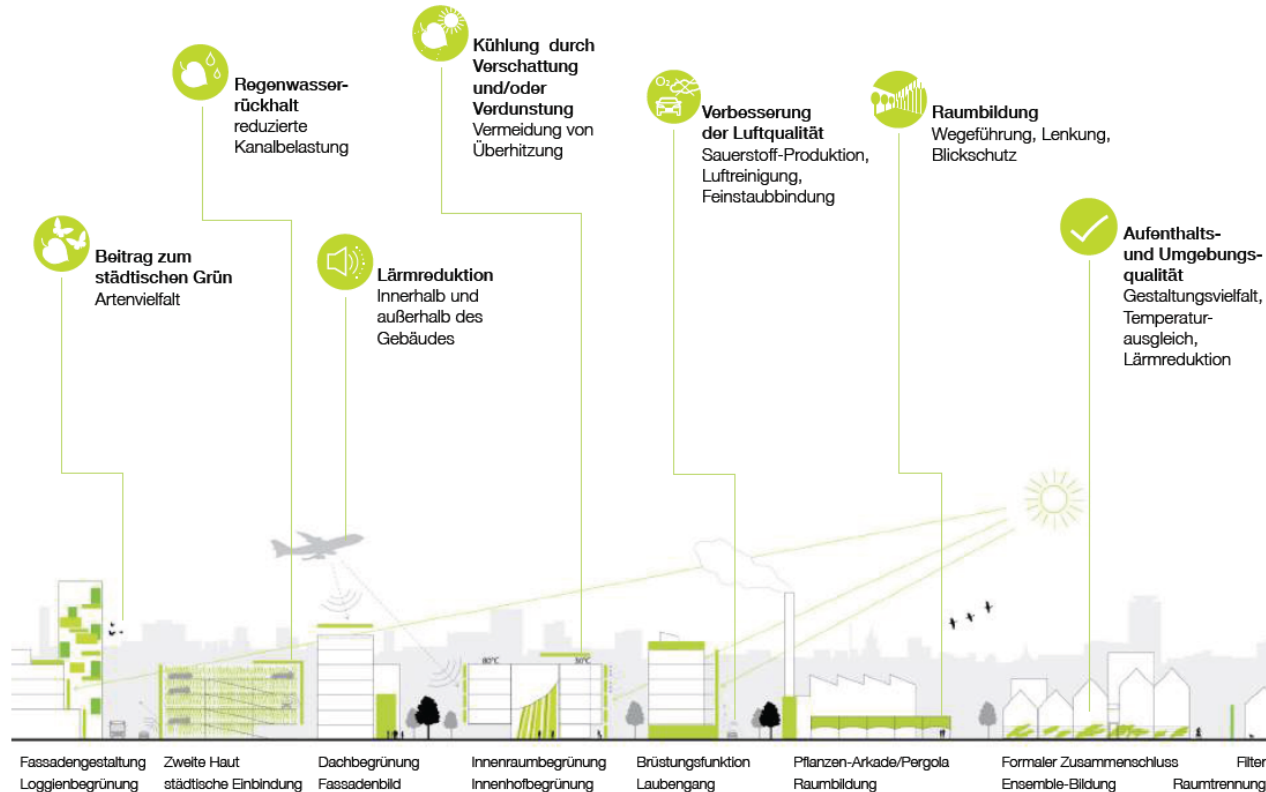 Kühlung durch
Verschattung
und/oder
Verdunstung
Vermeidung von
Überhitzung
Regenwasser-
rückhalt
reduzierte
Kanalbelastung
O₂
Verbesserung
der Luftqualität
Sauerstoff-Produktion,
Luftreinigung,
Feinstaubbindung
Raumbildung
Wegeführung, Lenkung,
Blickschutz
Beitrag zum
städtischen Grün
Artenvielfalt
Lärmreduktion
Innerhalb und
außerhalb des
Gebäudes
Aufenthalts-
und Umgebungs-
qualität
Gestaltungsvielfalt,
Temperatur-
ausgleich,
Lärmreduktion
80°C
30°C
Fassadengestaltung
Loggienbegrünung
Zweite Haut
städtische Einbindung
Dachbegrünung
Fassadenbild
Innenraumbegrünung
Innenhofbegrünung
Brüstungsfunktion
Laubengang
Pflanzen-Arkade/Pergola
Raumbildung
Formaler Zusammenschluss
Ensemble-Bildung
Filter
Raumtrennung